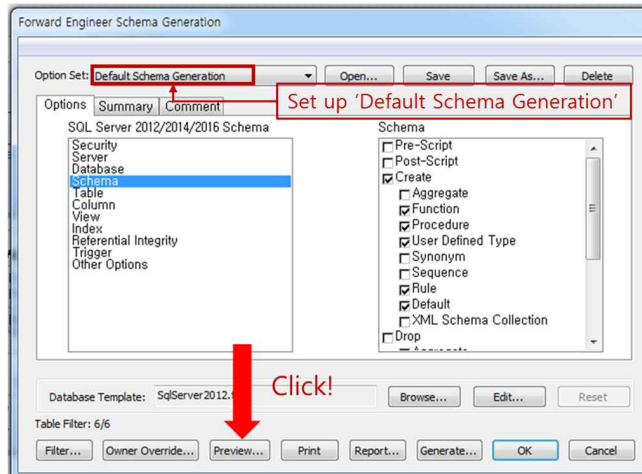 Forward Engineer Schema Generation
Option Set: Default Schema Generation Open... Save Save As... Delete
Set up ‘Default Schema Generation’
Options Summary Comment
SQL Server 2012/2014/2016 Schema
Security
Server
Database
Schema
Table
Column
View
Index
Referential Integrity
Trigger
Other Options
Schema
Pre-Script
Post-Script
Create
Aggregate
Function
Procedure
User Defined Type
Synonym
Sequence
Rule
Default
XML Schema Collection
Drop
Click!
Database Template: Browse... Edit... Reset
Table Filter: 6/6
Filter... Owner Override... Preview... Print Report... Generate... OK Cancel